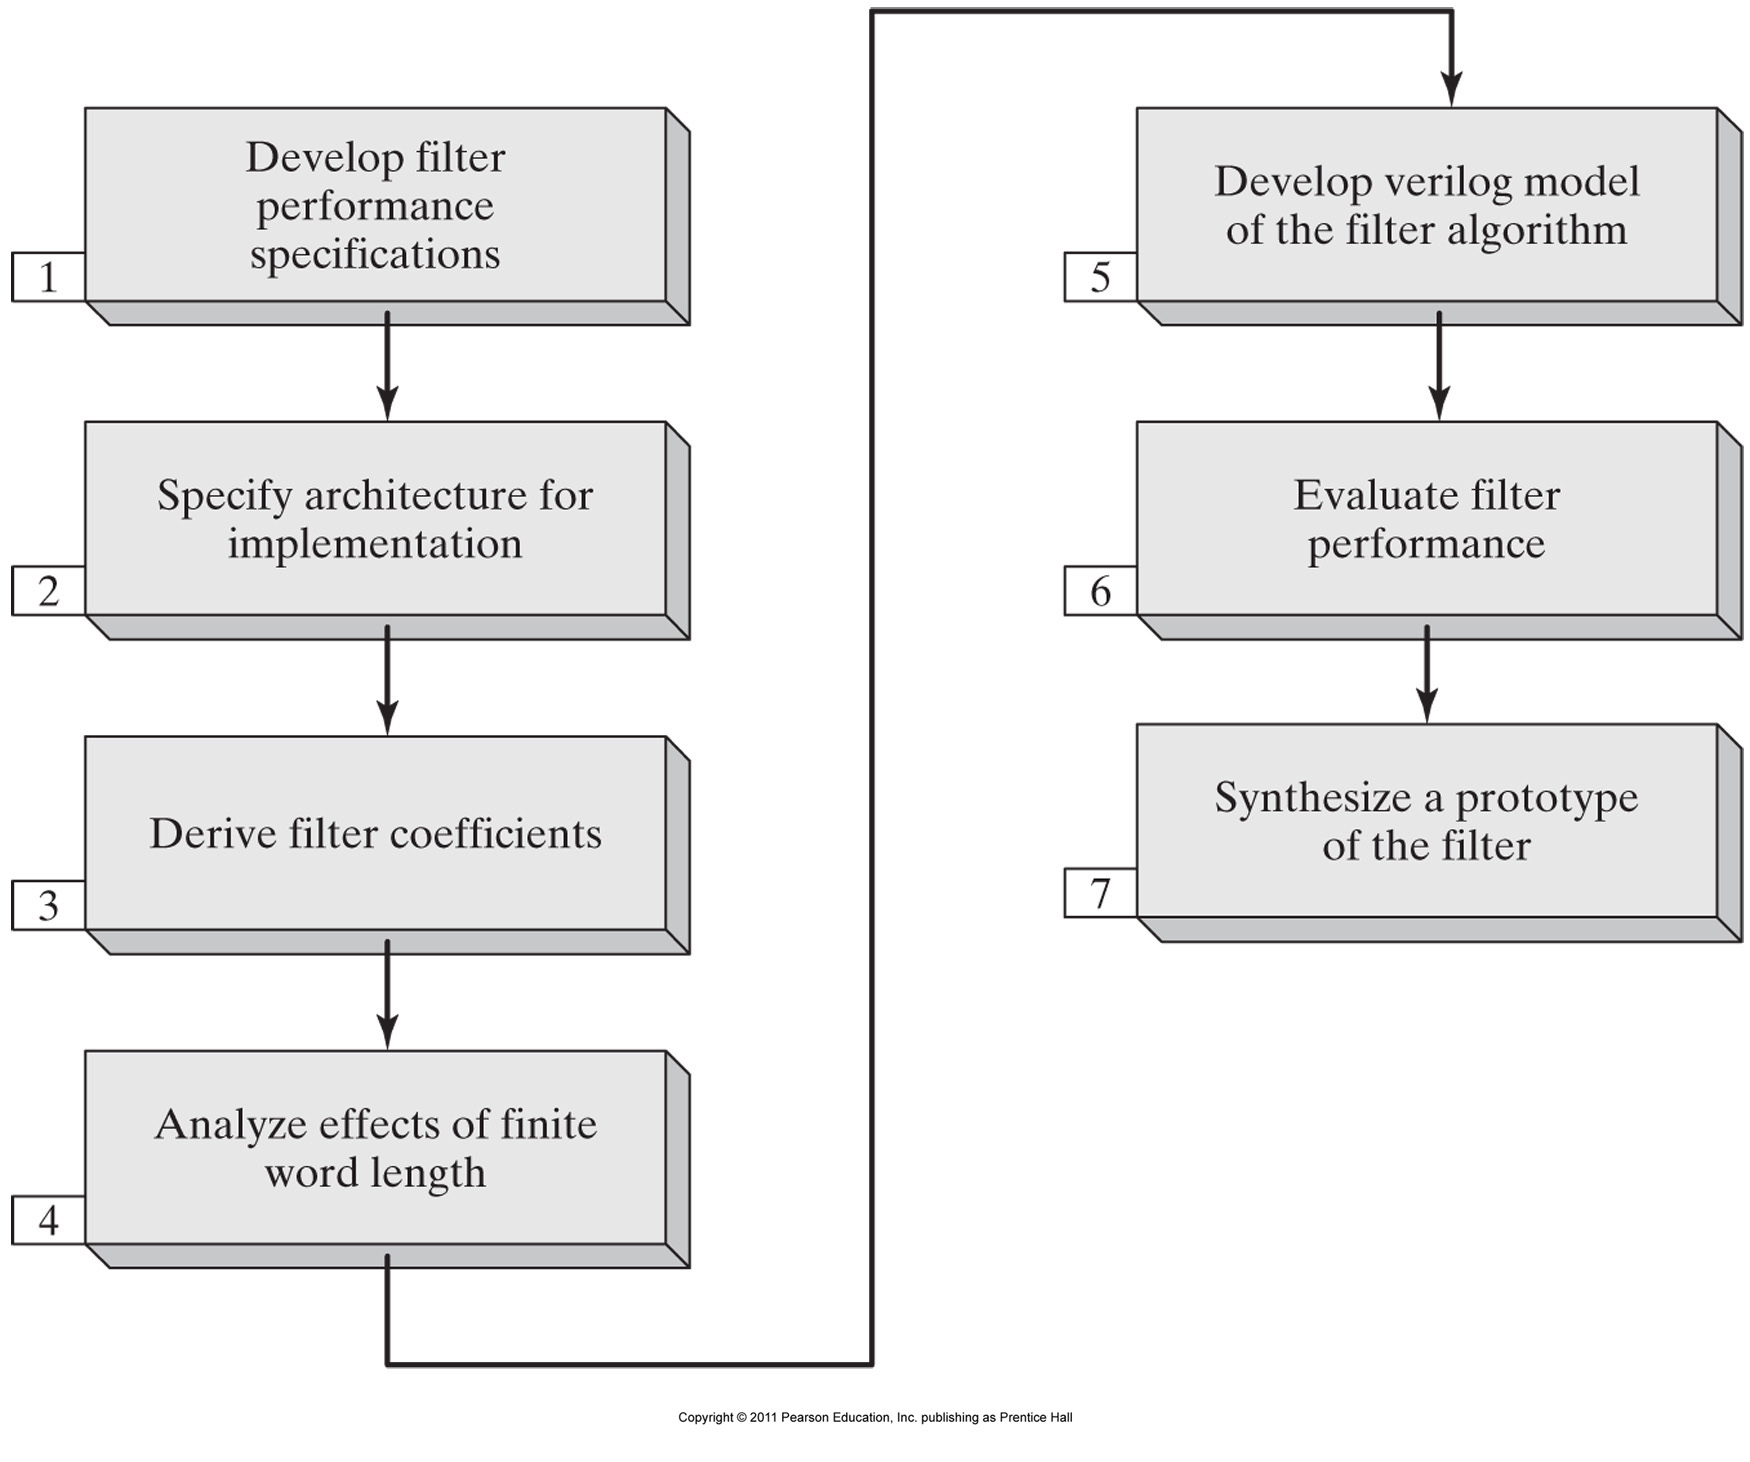 Develop filter
performance
specifications
1
Specify architecture for
implementation
2
Derive filter coefficients
3
Analyze effects of finite
word length
4
Develop verilog model
of the filter algorithm
5
Evaluate filter
performance
6
Synthesize a prototype
of the filter
7
Copyright © 2011 Pearson Education, Inc. publishing as Prentice Hall